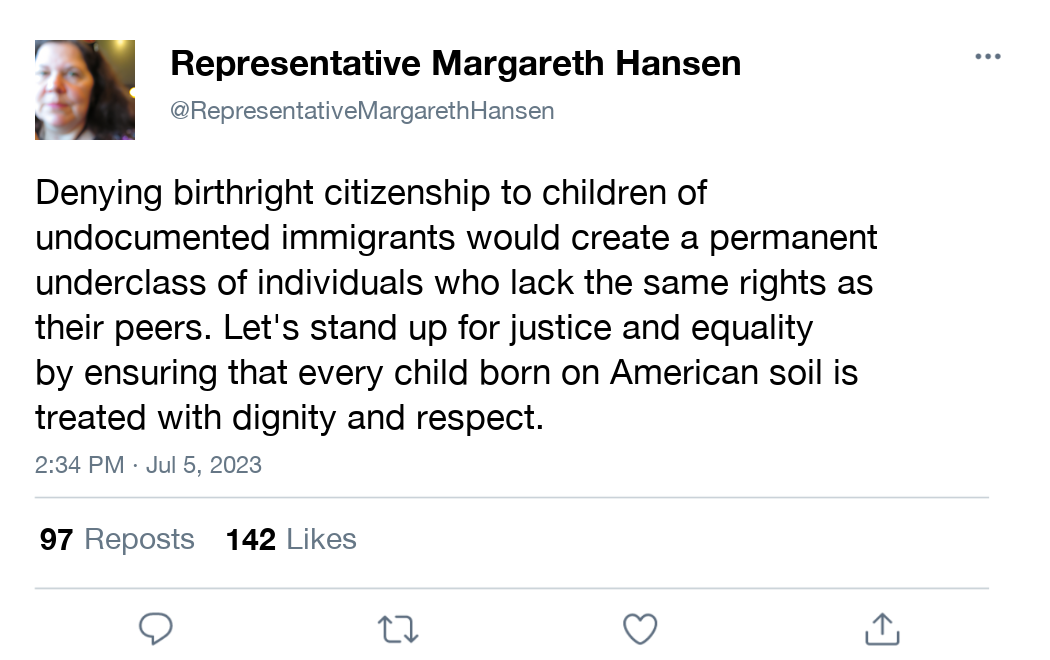 Representative Margareth Hansen
@RepresentativeMargarethHansen
Denying birthright citizenship to children of
undocumented immigrants would create a permanent
underclass of individuals who lack the same rights as
their peers. Let's stand up for justice and equality
by ensuring that every child born on American soil is
treated with dignity and respect.
2:34 PM · Jul 5, 2023
97 Reposts 142 Likes